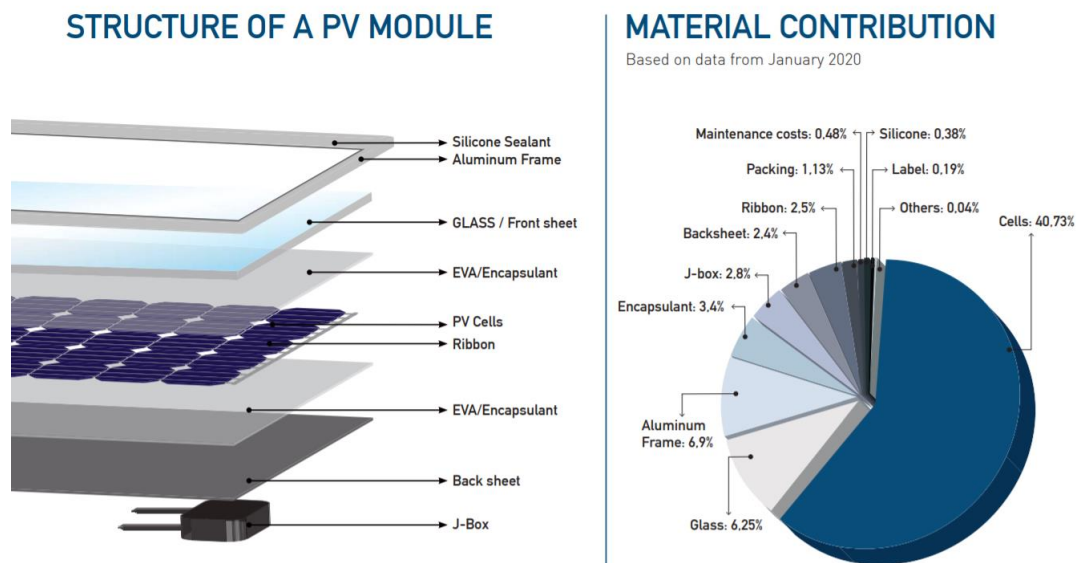 STRUCTURE OF A PV MODULE
Silicone Sealant
Aluminum Frame
GLASS / Front sheet
EVA/Encapsulant
PV Cells
Ribbon
EVA/Encapsulant
Back sheet
J-Box
MATERIAL CONTRIBUTION
Based on data from January 2020
Maintenance costs: 0,48%
Silicone: 0,38%
Packing: 1,13%
Label: 0,19%
Ribbon: 2,5%
Others: 0,04%
Cells: 40,73%
Backsheet: 2,4%
J-box: 2,8%
Encapsulant: 3,4%
Aluminum
Frame: 6,9%
Glass: 6,25%